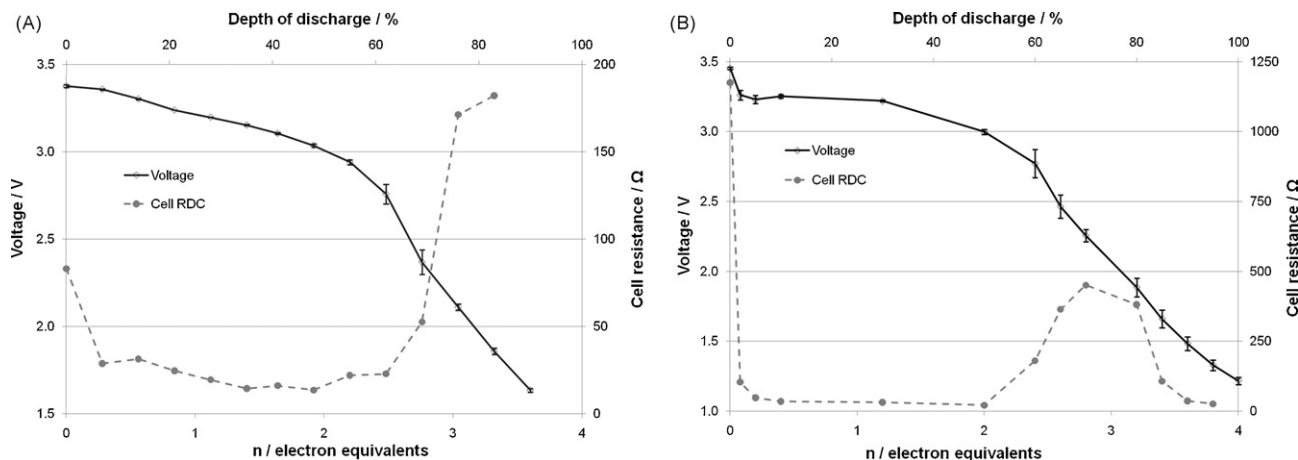 (A)
Depth of discharge / %
0 20 40 60 80 100
3.5
3.0
2.5
2.0
1.5
Voltage / V
Voltage
Cell RDC
200
150
100
50
0
Cell resistance / Ω
0 1 2 3 4
n / electron equivalents
(B)
Depth of discharge / %
0 20 40 60 80 100
3.5
3.0
2.5
2.0
1.5
1.0
Voltage / V
Voltage
Cell RDC
1250
1000
750
500
250
0
Cell resistance / Ω
0 1 2 3 4
n / electron equivalents